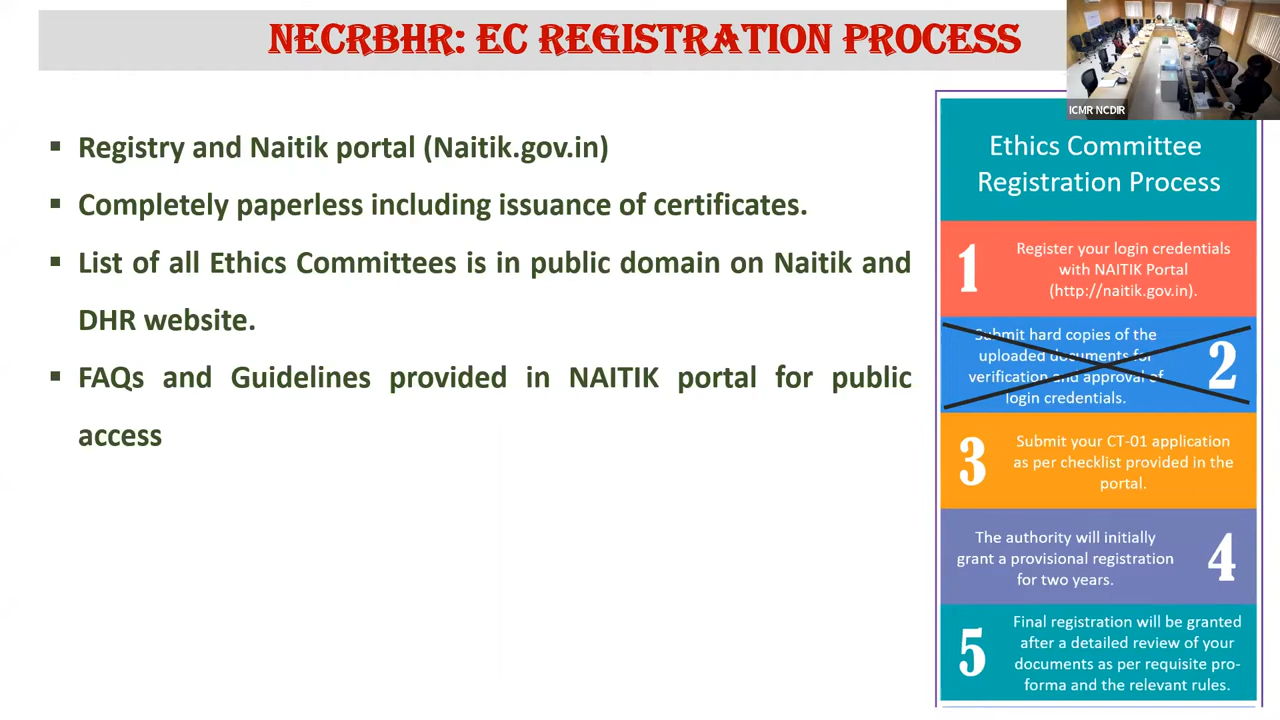 NECRBHR: EC REGISTRATION PROCESS
ICMR NCDIR
▪ Registry and Naitik portal (Naitik.gov.in)
▪ Completely paperless including issuance of certificates.
▪ List of all Ethics Committees is in public domain on Naitik and
DHR website.
▪ FAQs and Guidelines provided in NAITIK portal for public
access
Ethics Committee
Registration Process
1
Register your login credentials
with NAITIK Portal
(http://naitik.gov.in).
Submit hard copies of the
uploaded documents for
verification and approval of
login credentials.
2
3
Submit your CT-01 application
as per checklist provided in the
portal.
The authority will initially
grant a provisional registration
for two years.
4
5
Final registration will be granted
after a detailed review of your
documents as per requisite pro-
forma and the relevant rules.